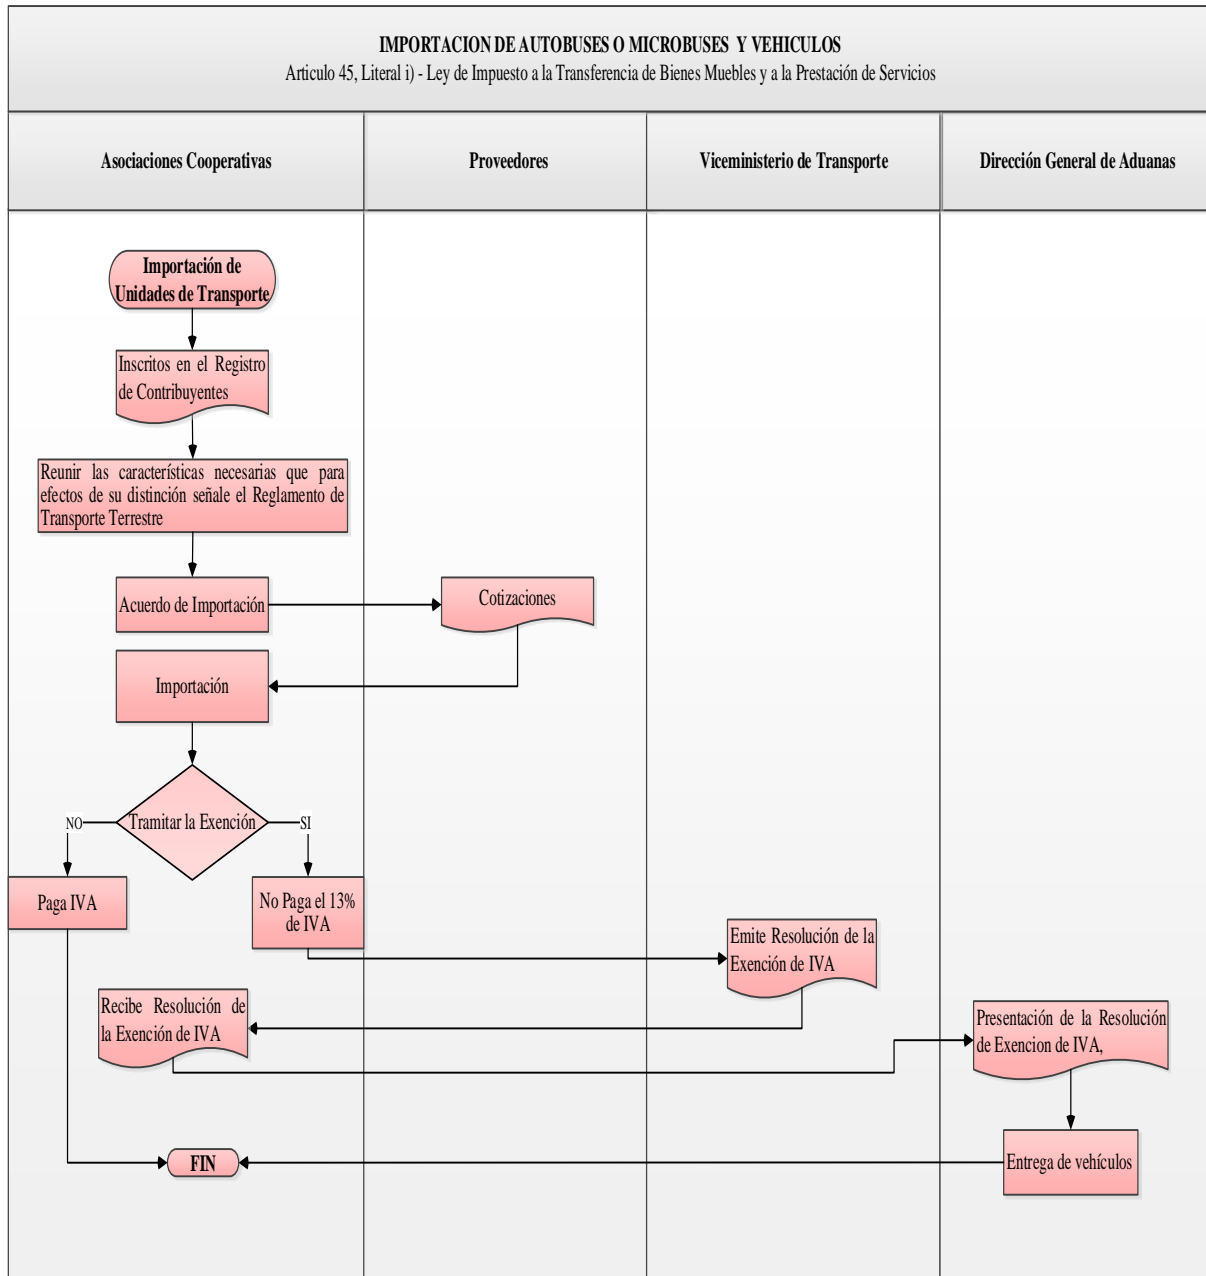 IMPORTACION DE AUTOBUSES O MICROBUSES Y VEHICULOS
Articulo 45, Literal i) - Ley de Impuesto a la Transferencia de Bienes Muebles y a la Prestación de Servicios
Asociaciones Cooperativas
Proveedores
Viceministerio de Transporte
Dirección General de Aduanas
Importación de
Unidades de Transporte
Inscritos en el Registro
de Contribuyentes
Reunir las características necesarias que para
efectos de su distinción señale el Reglamento de
Transporte Terrestre
Acuerdo de Importación
Cotizaciones
Importación
Tramitar la Exención
NO
SI
Paga IVA
No Paga el 13%
de IVA
Emite Resolución de la
Exención de IVA
Recibe Resolución de
la Exención de IVA
Presentación de la Resolución
de Exencion de IVA,
Entrega de vehículos
FIN